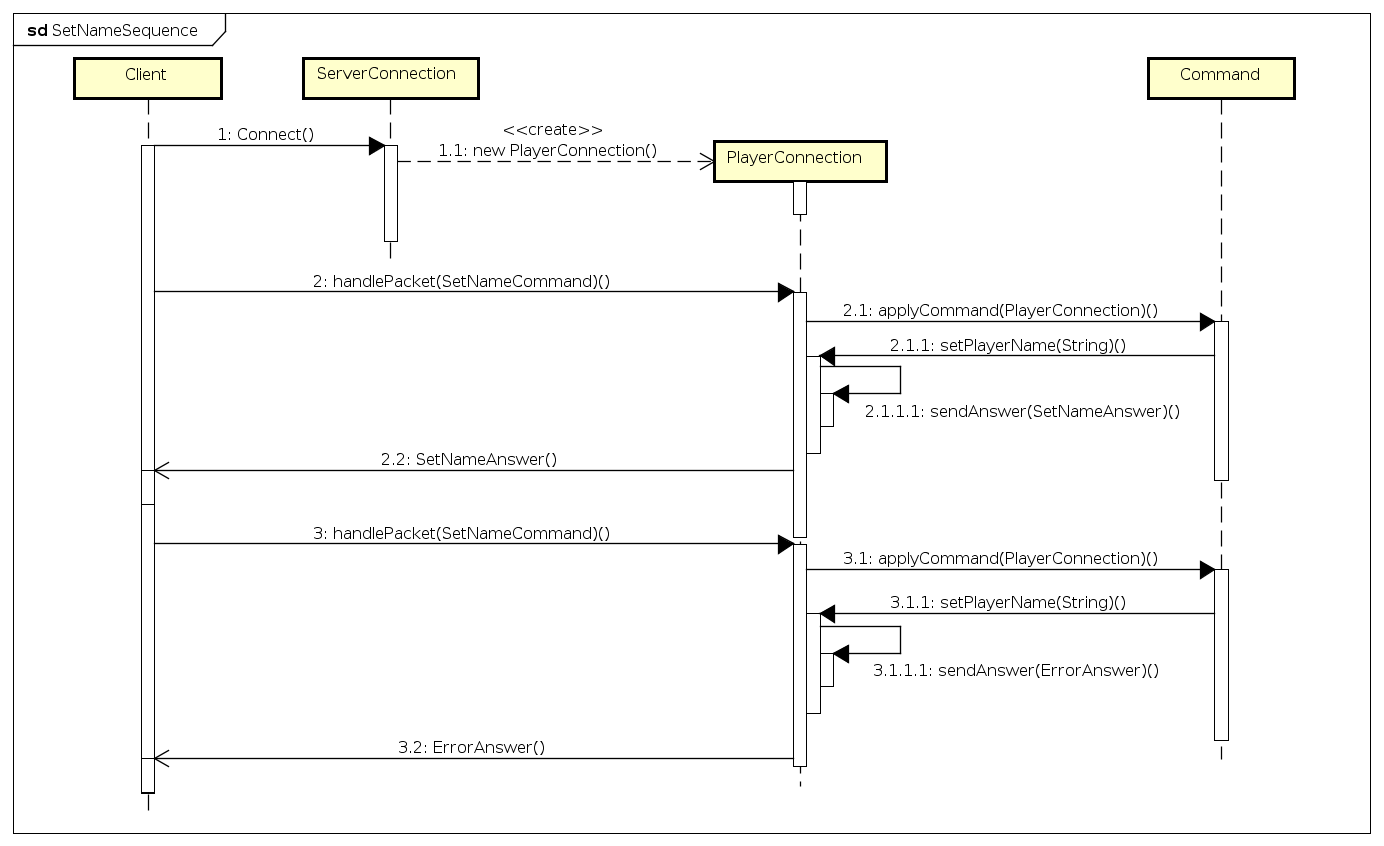 sd SetNameSequence
Client
ServerConnection
Command
1: Connect()
<<create>>
1.1: new PlayerConnection()
PlayerConnection
2: handlePacket(SetNameCommand)()
2.1: applyCommand(PlayerConnection)()
2.1.1: setPlayerName(String)()
2.1.1.1: sendAnswer(SetNameAnswer)()
2.2: SetNameAnswer()
3: handlePacket(SetNameCommand)()
3.1: applyCommand(PlayerConnection)()
3.1.1: setPlayerName(String)()
3.1.1.1: sendAnswer(ErrorAnswer)()
3.2: ErrorAnswer()